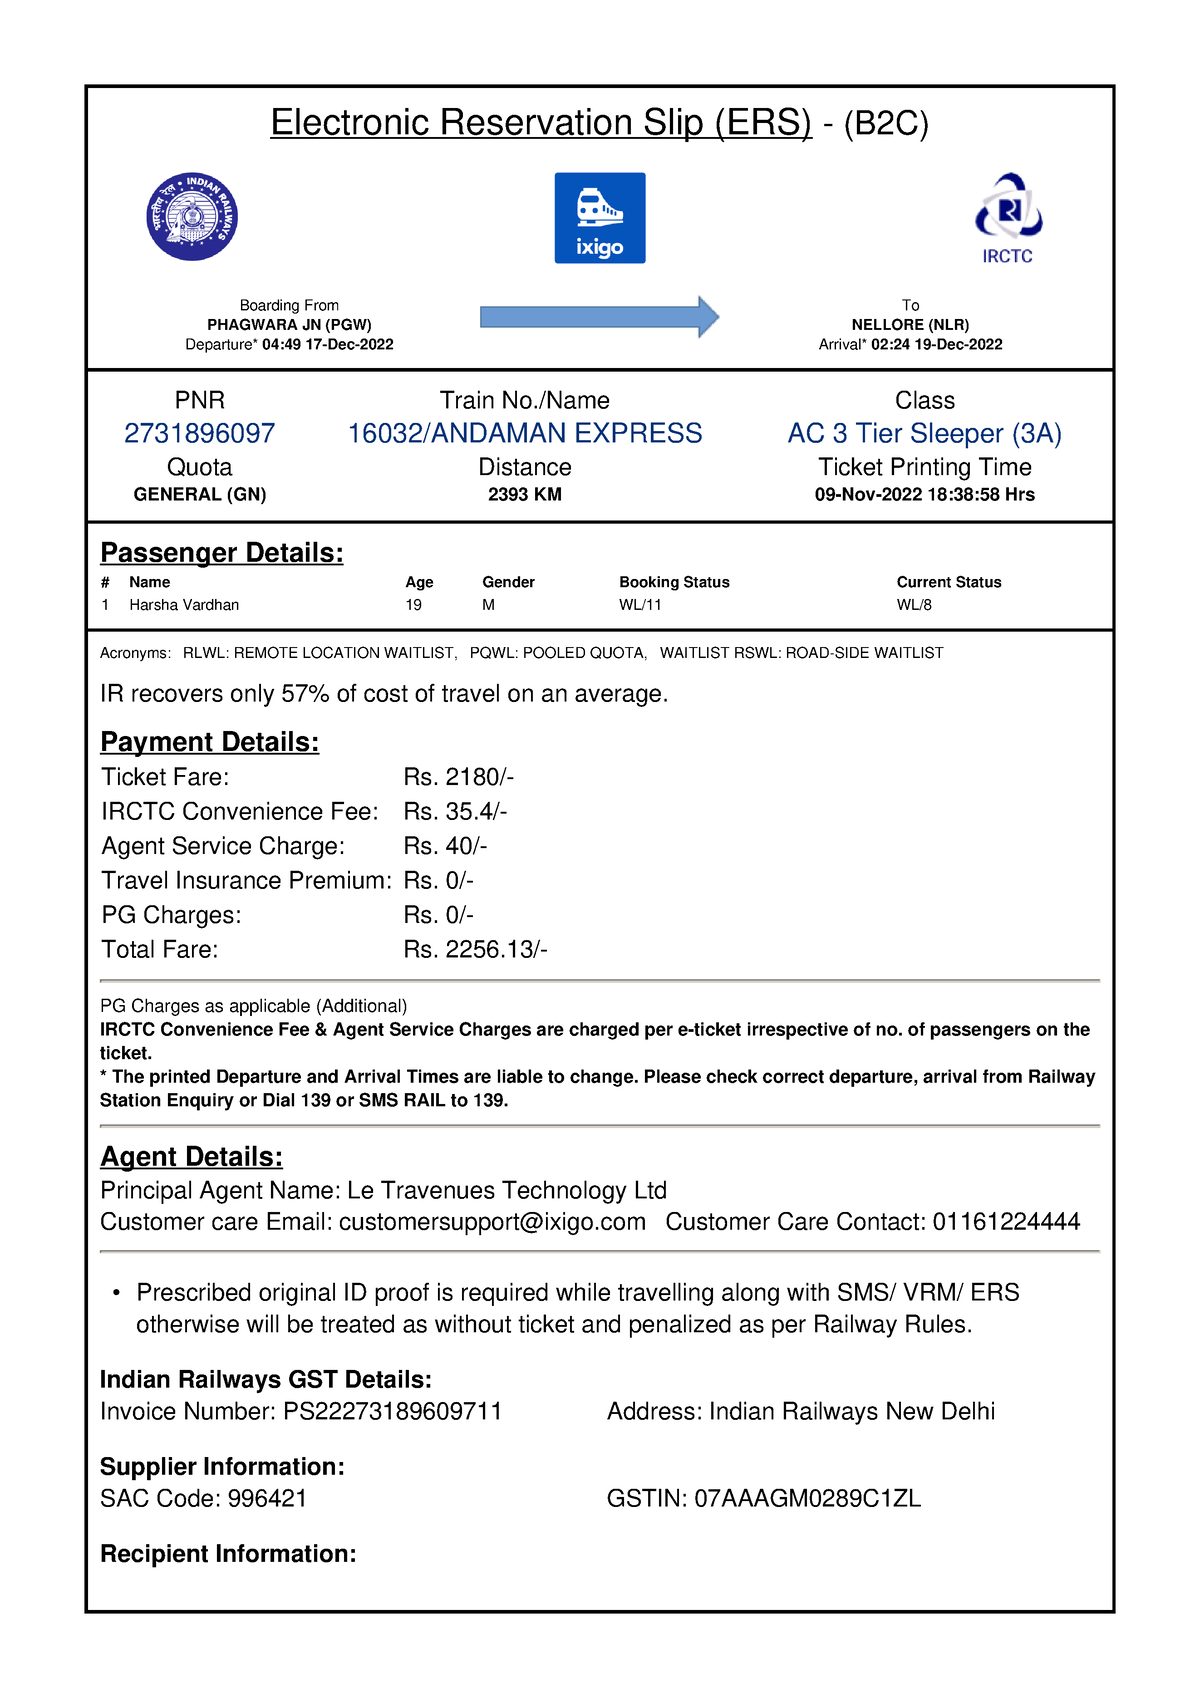 Electronic Reservation Slip (ERS) - (B2C)
भारतीय रेल • INDIAN RAILWAYS
ixigo
IRCTC
Boarding From
PHAGWARA JN (PGW)
Departure* 04:49 17-Dec-2022
To
NELLORE (NLR)
Arrival* 02:24 19-Dec-2022
PNR Train No./Name Class
2731896097 16032/ANDAMAN EXPRESS AC 3 Tier Sleeper (3A)
Quota Distance Ticket Printing Time
GENERAL (GN) 2393 KM 09-Nov-2022 18:38:58 Hrs
Passenger Details:
# Name Age Gender Booking Status Current Status
1 Harsha Vardhan 19 M WL/11 WL/8
Acronyms: RLWL: REMOTE LOCATION WAITLIST, PQWL: POOLED QUOTA, WAITLIST RSWL: ROAD-SIDE WAITLIST
IR recovers only 57% of cost of travel on an average.
Payment Details:
Ticket Fare: Rs. 2180/-
IRCTC Convenience Fee: Rs. 35.4/-
Agent Service Charge: Rs. 40/-
Travel Insurance Premium: Rs. 0/-
PG Charges: Rs. 0/-
Total Fare: Rs. 2256.13/-
PG Charges as applicable (Additional)
IRCTC Convenience Fee & Agent Service Charges are charged per e-ticket irrespective of no. of passengers on the
ticket.
* The printed Departure and Arrival Times are liable to change. Please check correct departure, arrival from Railway
Station Enquiry or Dial 139 or SMS RAIL to 139.
Agent Details:
Principal Agent Name: Le Travenues Technology Ltd
Customer care Email: customersupport@ixigo.com Customer Care Contact: 01161224444
• Prescribed original ID proof is required while travelling along with SMS/ VRM/ ERS
otherwise will be treated as without ticket and penalized as per Railway Rules.
Indian Railways GST Details:
Invoice Number: PS22273189609711 Address: Indian Railways New Delhi
Supplier Information:
SAC Code: 996421 GSTIN: 07AAAGM0289C1ZL
Recipient Information: